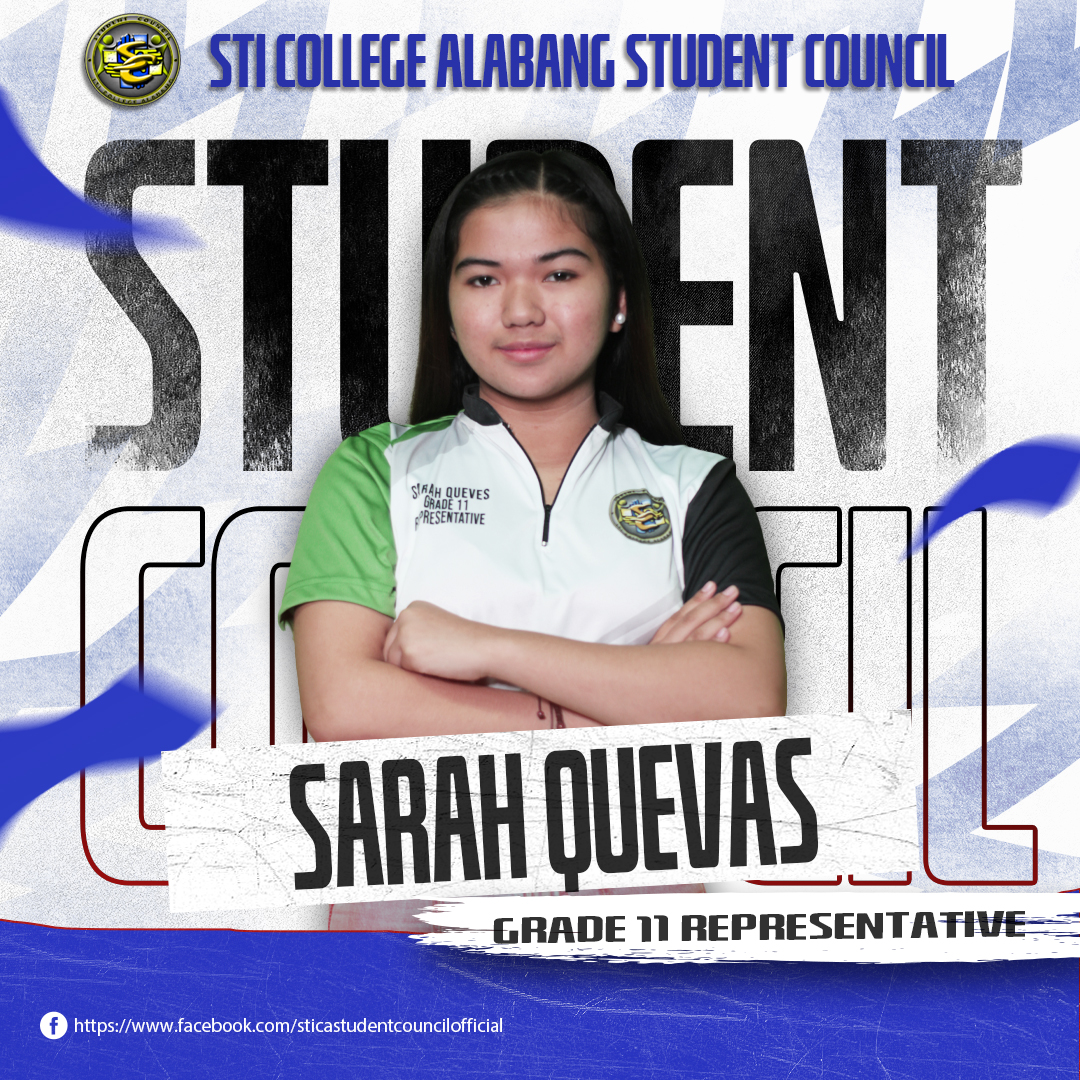 STI COLLEGE ALABANG STUDENT COUNCIL
STUDENT
COUNCIL
SARAH QUEVES
GRADE 11
REPRESENTATIVE
SARAH QUEVAS
GRADE 11 REPRESENTATIVE
f https://www.facebook.com/sticastudentcouncilofficial